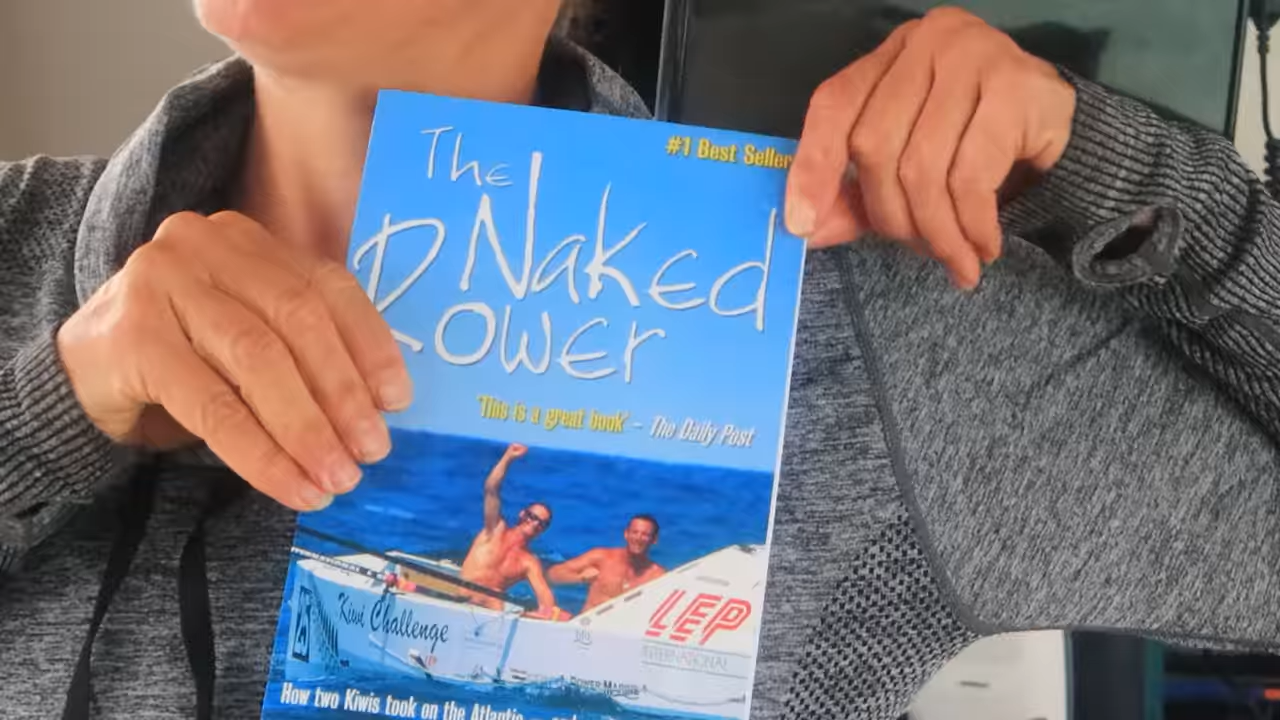 #1 Best Seller
The
Naked
Rower
'This is a great book' – The Daily Post
Kiwi Challenge
LEP
INTERNATIONAL
How two Kiwis took on the Atlantic